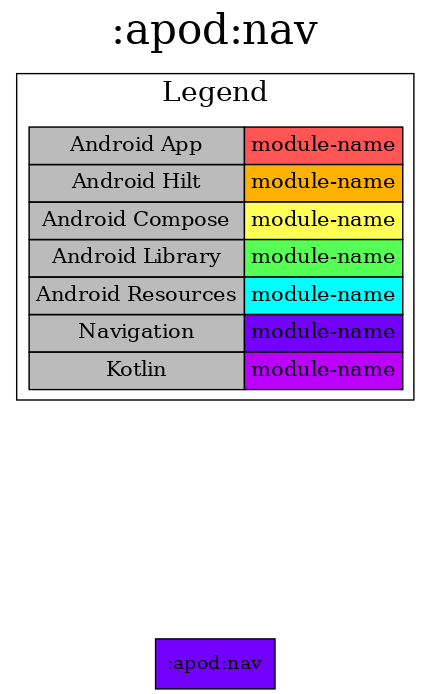 :apod:nav
Legend
Android App module-name
Android Hilt module-name
Android Compose module-name
Android Library module-name
Android Resources module-name
Navigation module-name
Kotlin module-name
:apod:nav